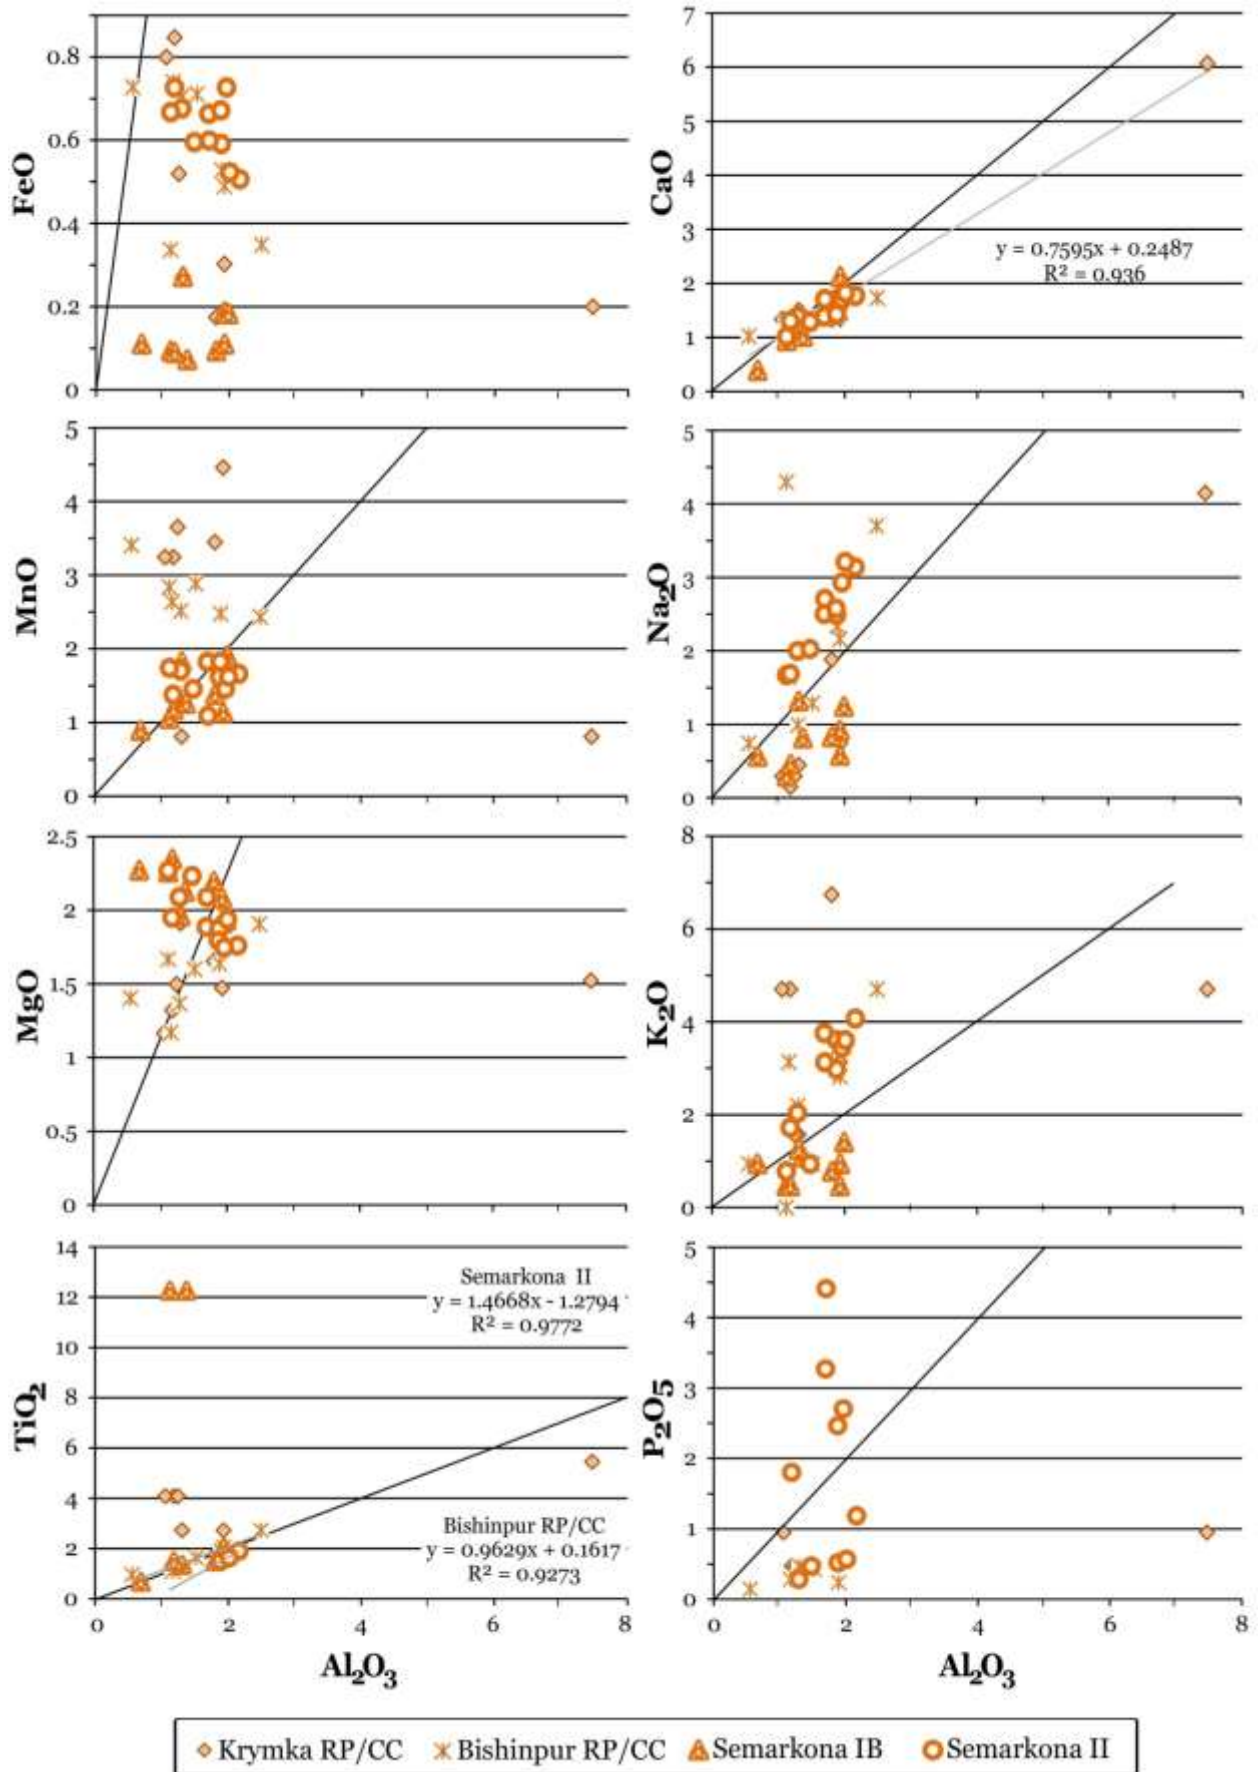 FeO
0.8
0.6
0.4
0.2
0
CaO
7
6
5
4
3
2
1
0
y = 0.7595x + 0.2487
R² = 0.936
0 2 4 6 8
MnO
5
4
3
2
1
0
Na₂O
5
4
3
2
1
0
MgO
2.5
2
1.5
1
0.5
0
K₂O
8
6
4
2
0
TiO₂
14
12
10
8
6
4
2
0
Semarkona II
y = 1.4668x - 1.2794
R² = 0.9772
Bishinpur RP/CC
y = 0.9629x + 0.1617
R² = 0.9273
0 2 4 6 8
Al₂O₃
P₂O₅
5
4
3
2
1
0
0 2 4 6 8
Al₂O₃
Krymka RP/CC Bishinpur RP/CC Semarkona IB Semarkona II